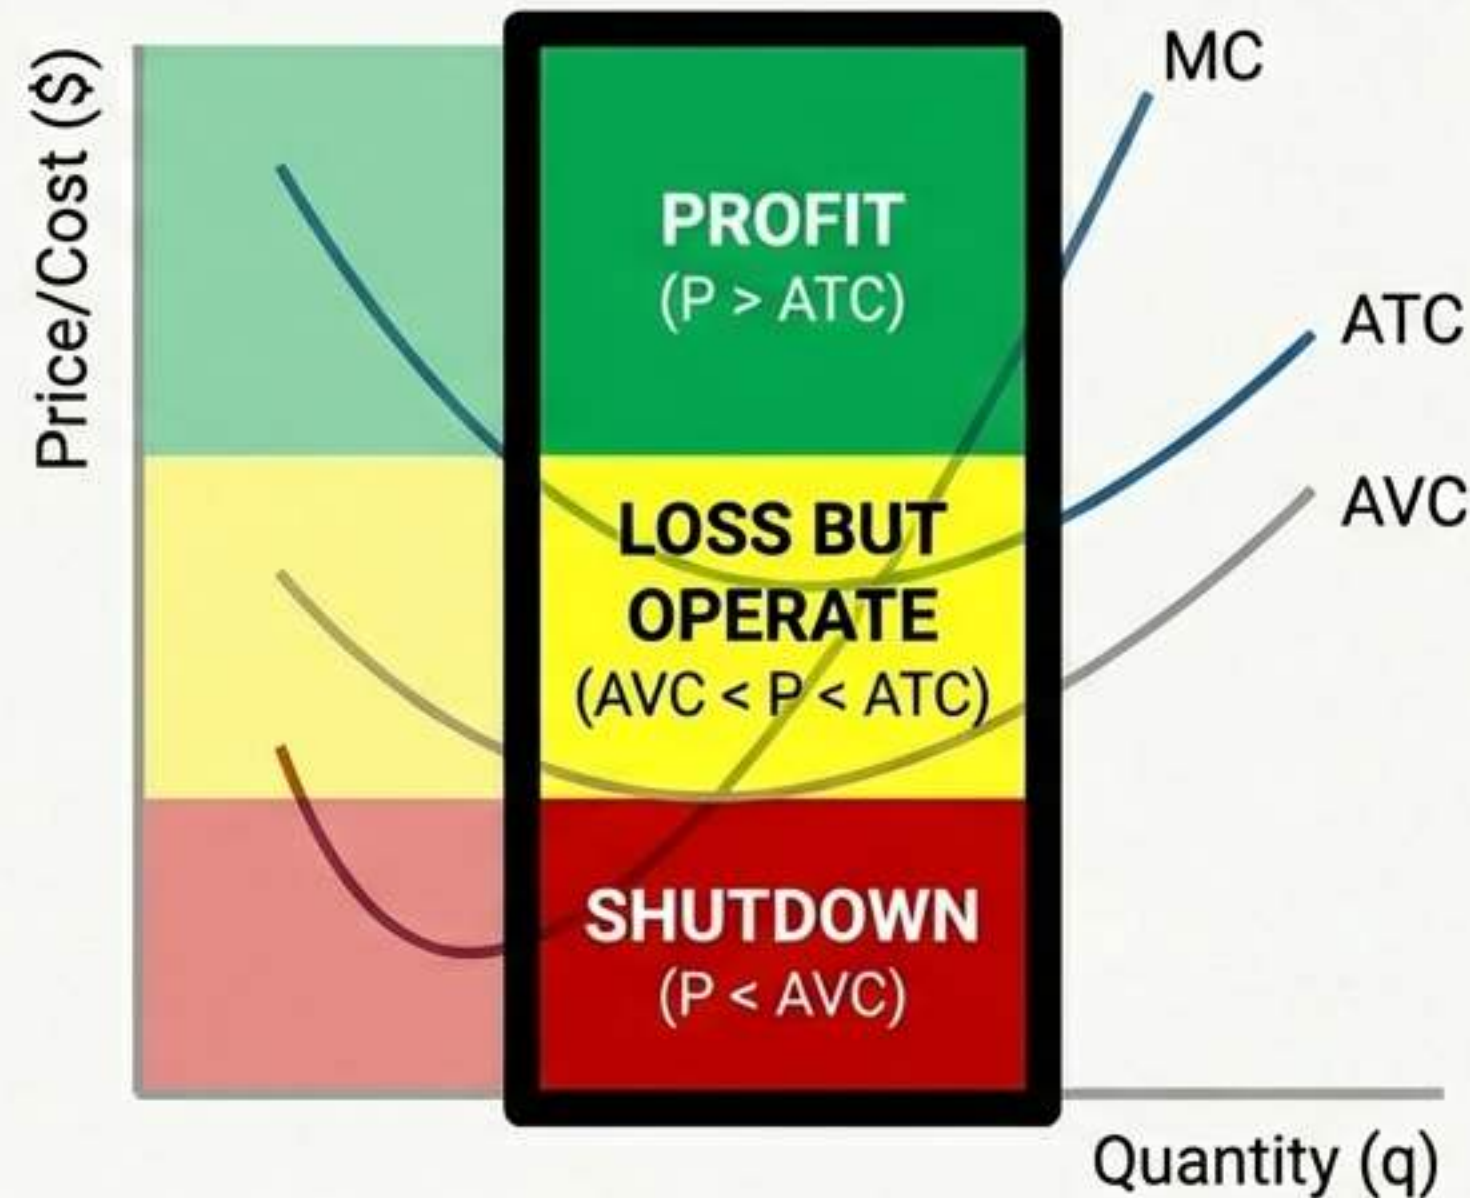 Price/Cost ($)
MC
PROFIT
(P > ATC)
ATC
LOSS BUT
OPERATE
(AVC < P < ATC)
AVC
SHUTDOWN
(P < AVC)
Quantity (q)